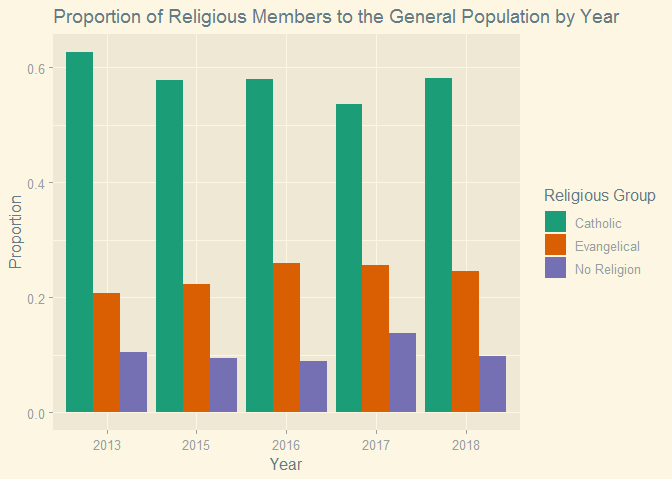 Proportion of Religious Members to the General Population by Year
Proportion
0.6
0.4
0.2
0.0
2013 2015 2016 2017 2018
Year
Religious Group
Catholic
Evangelical
No Religion